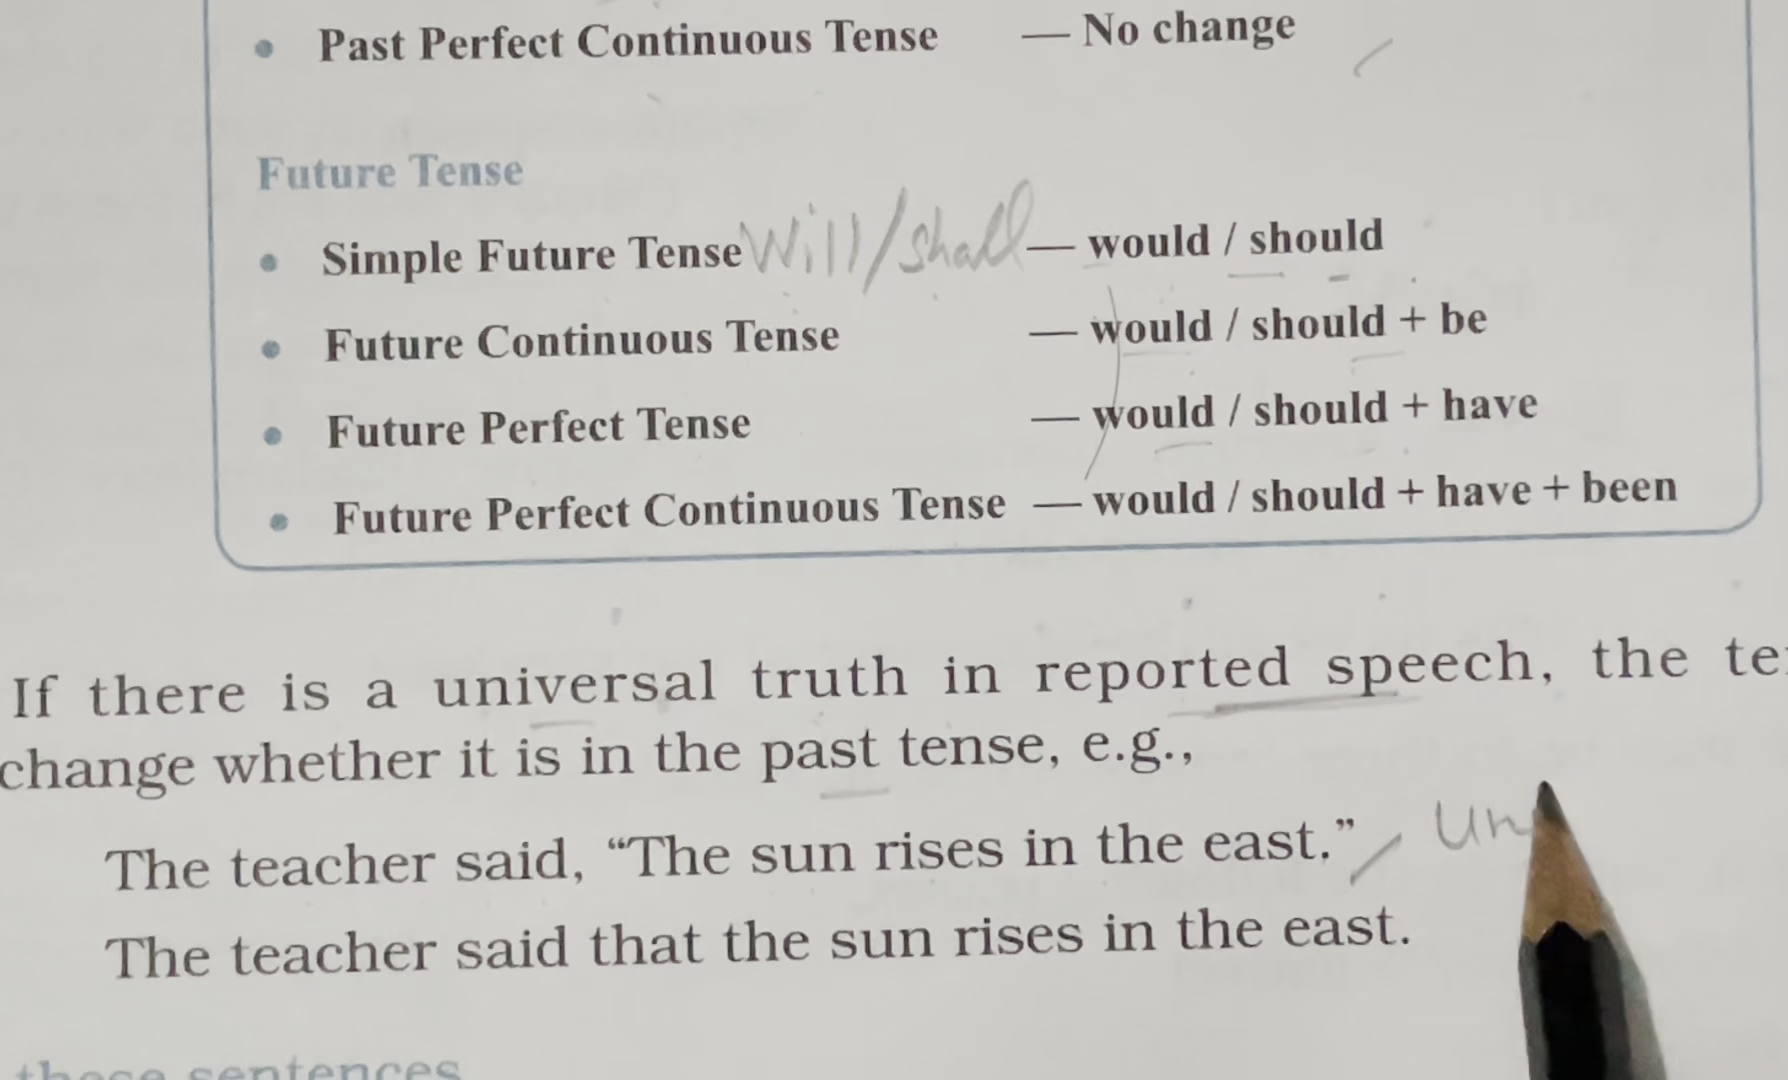 • Past Perfect Continuous Tense — No change
Future Tense
• Simple Future Tense Will/shall — would / should
• Future Continuous Tense — would / should + be
• Future Perfect Tense — would / should + have
• Future Perfect Continuous Tense — would / should + have + been
If there is a universal truth in reported speech, the
change whether it is in the past tense, e.g.,
The teacher said, “The sun rises in the east.” Un
The teacher said that the sun rises in the east.
these sentences